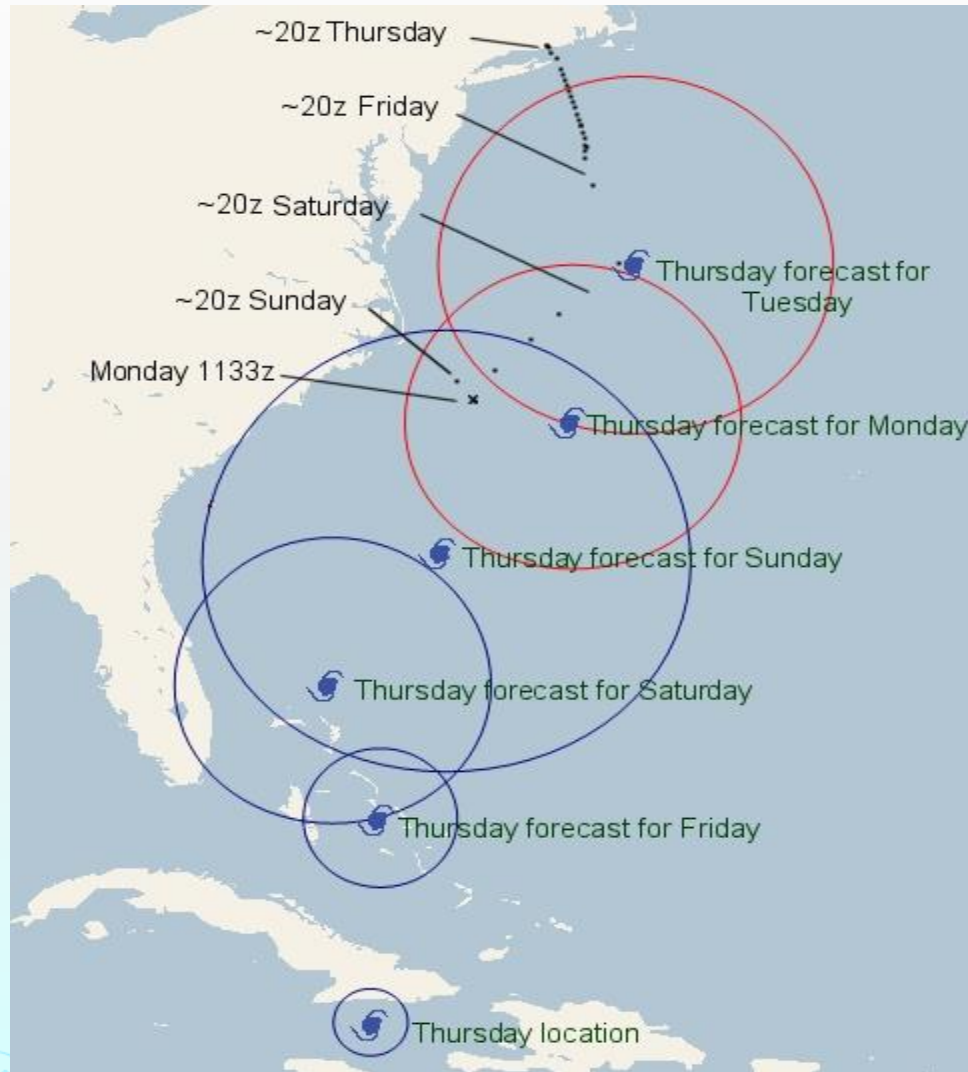 ~20z Thursday
~20z Friday
~20z Saturday
Thursday forecast for
Tuesday
~20z Sunday
Monday 1133z
Thursday forecast for Monday
Thursday forecast for Sunday
Thursday forecast for Saturday
Thursday forecast for Friday
Thursday location